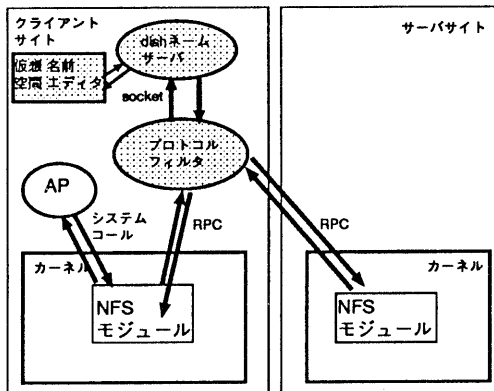 クライアント
サイト
仮想名前
空間エディタ
dishネーム
サーバ
socket
プロトコル
フィルタ
AP
システム
コール
RPC
カーネル
NFS
モジュール
サーバサイト
RPC
カーネル
NFS
モジュール